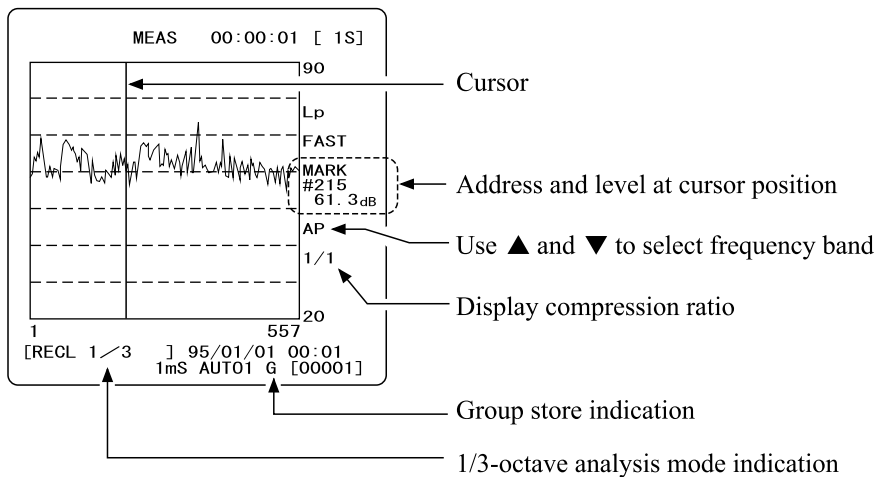 MEAS 00:00:01 [ 1S]
90
Cursor
Lp
FAST
MARK
#215
61.3dB
Address and level at cursor position
AP
Use ▲ and ▼ to select frequency band
1/1
Display compression ratio
20
1 557
[RECL 1/3 ] 95/01/01 00:01
1mS AUTO1 G [00001]
Group store indication
1/3-octave analysis mode indication